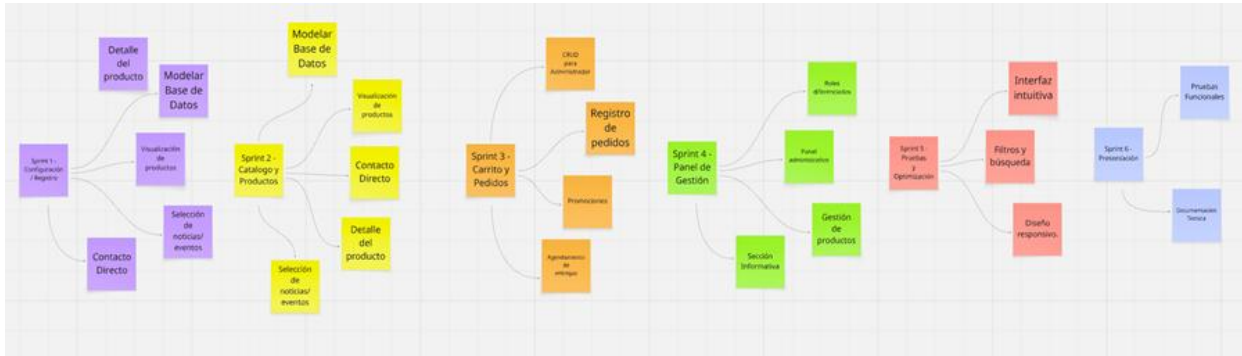 Detalle
del
producto
Modelar
Base de
Datos
Sprint 1 -
Configuración
/ Registro
Visualización
de
productos
Selección
de
noticias/
eventos
Contacto
Directo
Modelar
Base de
Datos
Visualización
de
productos
Sprint 2 -
Catalogo y
Productos
Contacto
Directo
Detalle
del
producto
Selección
de
noticias/
eventos
CRUD
para
Administrador
Registro
de
pedidos
Sprint 3 -
Carrito y
Pedidos
Promociones
Agendamiento
de
entregas
Roles
diferenciados
Sprint 4 -
Panel de
Gestión
Panel
administrativo
Gestión
de
productos
Sección
Informativa
Interfaz
intuitiva
Sprint 5 -
Pruebas
y
Optimización
Filtros y
búsqueda
Diseño
responsivo.
Pruebas
Funcionales
Sprint 6 -
Presentación
Documentación
Técnica